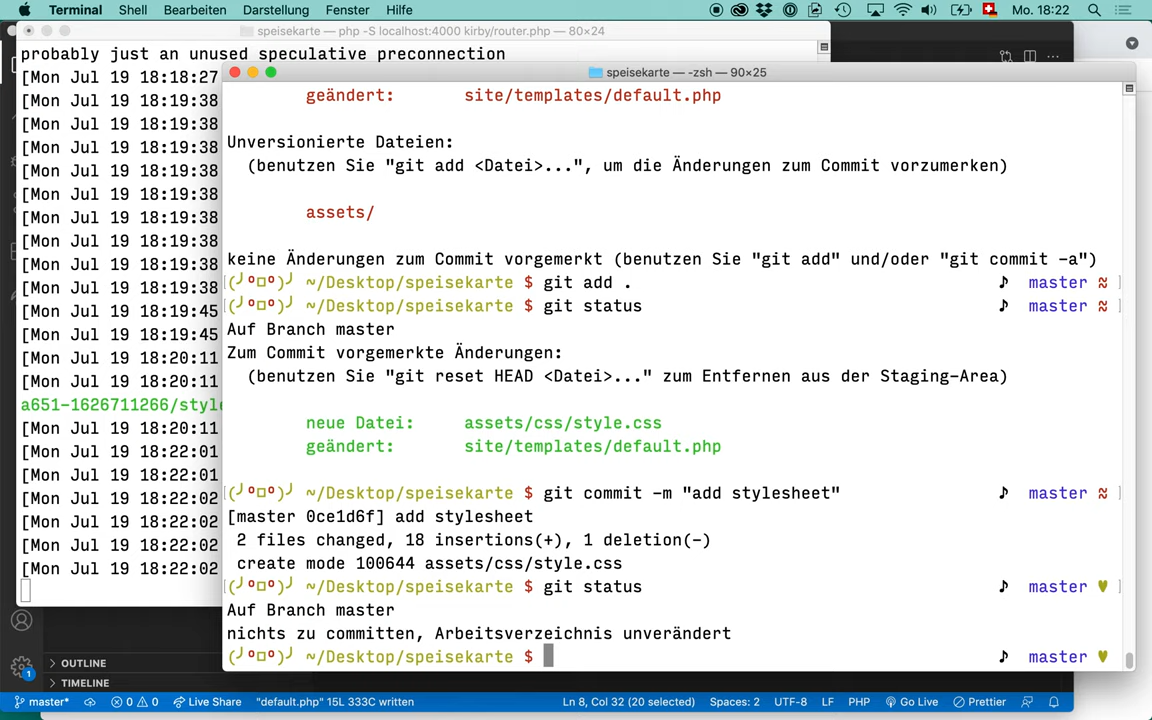 Terminal Shell Bearbeiten Darstellung Fenster Hilfe Mo. 18:22
speisekarte — php -S localhost:4000 kirby/router.php — 80×24
probably just an unused speculative preconnection
[Mon Jul 19 18:18:27
[Mon Jul 19 18:19:38
[Mon Jul 19 18:19:38
[Mon Jul 19 18:19:38
[Mon Jul 19 18:19:38
[Mon Jul 19 18:19:38
[Mon Jul 19 18:19:38
[Mon Jul 19 18:19:38
[Mon Jul 19 18:19:38
[Mon Jul 19 18:19:38
[Mon Jul 19 18:19:45
[Mon Jul 19 18:19:45
[Mon Jul 19 18:20:11
[Mon Jul 19 18:20:11
a651-1626711266/style
[Mon Jul 19 18:20:11
[Mon Jul 19 18:22:01
[Mon Jul 19 18:22:01
[Mon Jul 19 18:22:02
[Mon Jul 19 18:22:02
[Mon Jul 19 18:22:02
[Mon Jul 19 18:22:02
speisekarte — -zsh — 90×25
geändert: site/templates/default.php
Unversionierte Dateien:
(benutzen Sie "git add <Datei>...", um die Änderungen zum Commit vorzumerken)
assets/
keine Änderungen zum Commit vorgemerkt (benutzen Sie "git add" und/oder "git commit -a")
(╯°□°)╯ ~/Desktop/speisekarte $ git add . ♪ master ≈
(╯°□°)╯ ~/Desktop/speisekarte $ git status ♪ master ≈
Auf Branch master
Zum Commit vorgemerkte Änderungen:
(benutzen Sie "git reset HEAD <Datei>..." zum Entfernen aus der Staging-Area)
neue Datei: assets/css/style.css
geändert: site/templates/default.php
(╯°□°)╯ ~/Desktop/speisekarte $ git commit -m "add stylesheet" ♪ master ≈
[master 0ce1d6f] add stylesheet
2 files changed, 18 insertions(+), 1 deletion(-)
create mode 100644 assets/css/style.css
(╯°□°)╯ ~/Desktop/speisekarte $ git status ♪ master ♥
Auf Branch master
nichts zu committen, Arbeitsverzeichnis unverändert
(╯°□°)╯ ~/Desktop/speisekarte $ ♪ master ♥
OUTLINE
TIMELINE
1
master* 0 0 Live Share "default.php" 15L 333C written Ln 8, Col 32 (20 selected) Spaces: 2 UTF-8 LF PHP Go Live Prettier